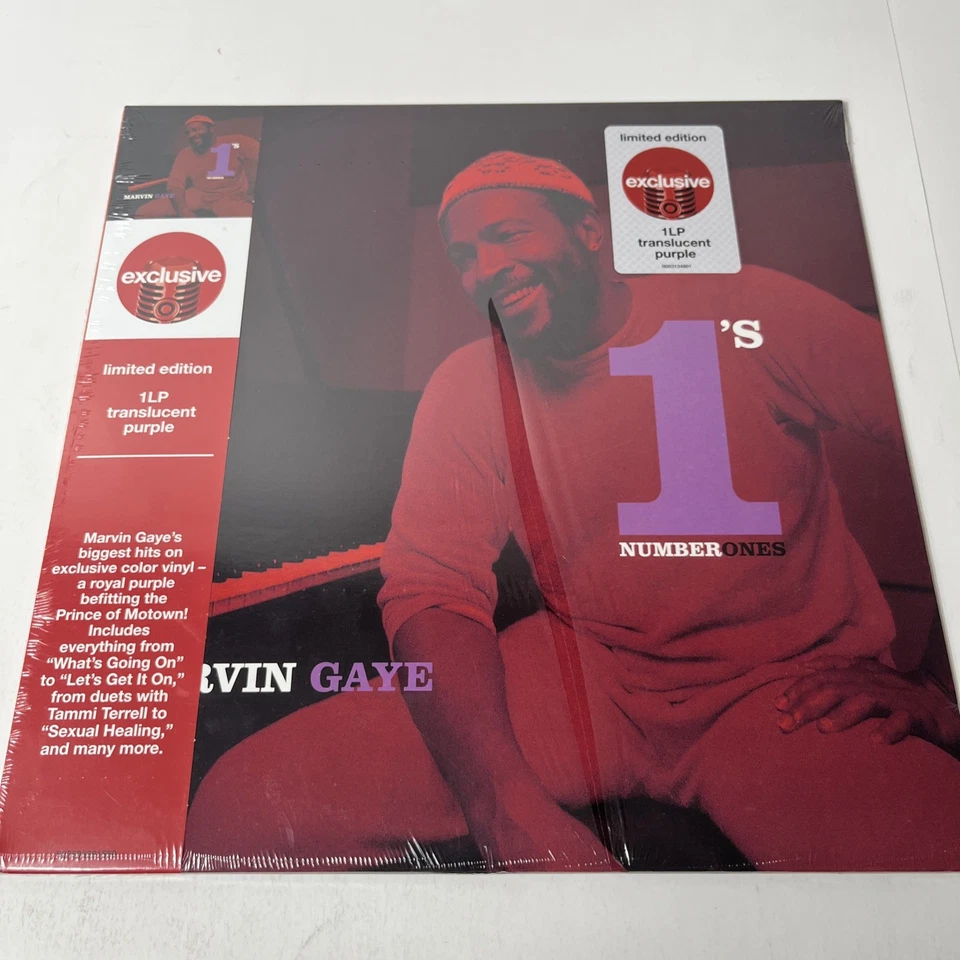 1's
NUMBER ONES
MARVIN GAYE
exclusive
limited edition
1LP
translucent
purple
Marvin Gaye's
biggest hits on
exclusive color vinyl –
a royal purple
befitting the
Prince of Motown!
Includes
everything from
“What's Going On”
to “Let's Get It On,”
from duets with
Tammi Terrell to
“Sexual Healing,”
and many more.
limited edition
exclusive
1LP
translucent
purple
1'S
NUMBERONES
RVIN GAYE